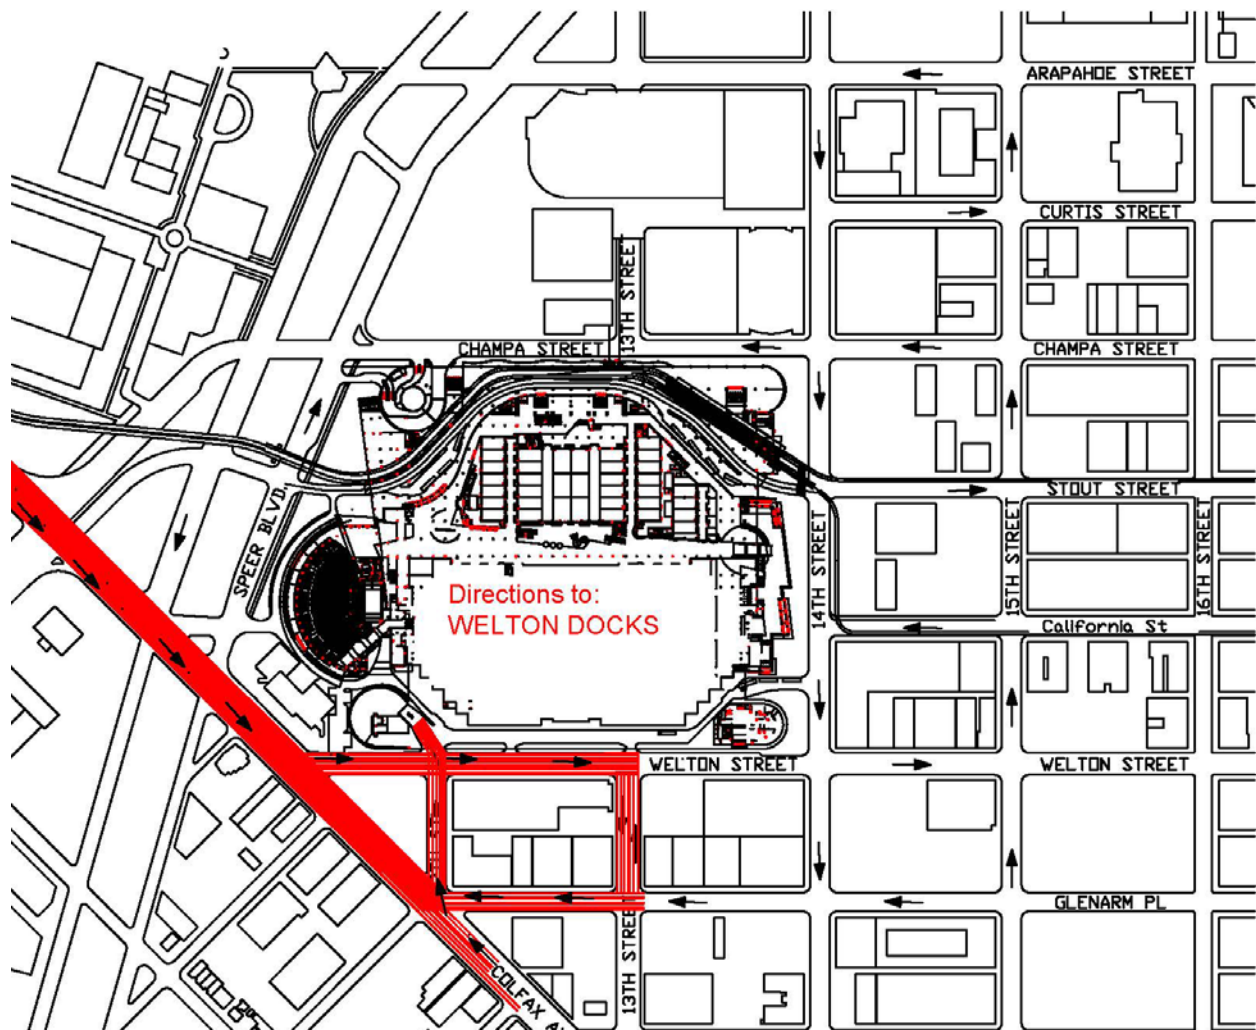 ARAPAHOE STREET
CURTIS STREET
13TH STREET
CHAMPA STREET
CHAMPA STREET
STOUT STREET
SPEER BLVD.
14TH STREET
15TH STREET
16TH STREET
Directions to:
WELTON DOCKS
California St
WELTON STREET
WELTON STREET
GLENARM PL
13TH STREET
COLFAX AV